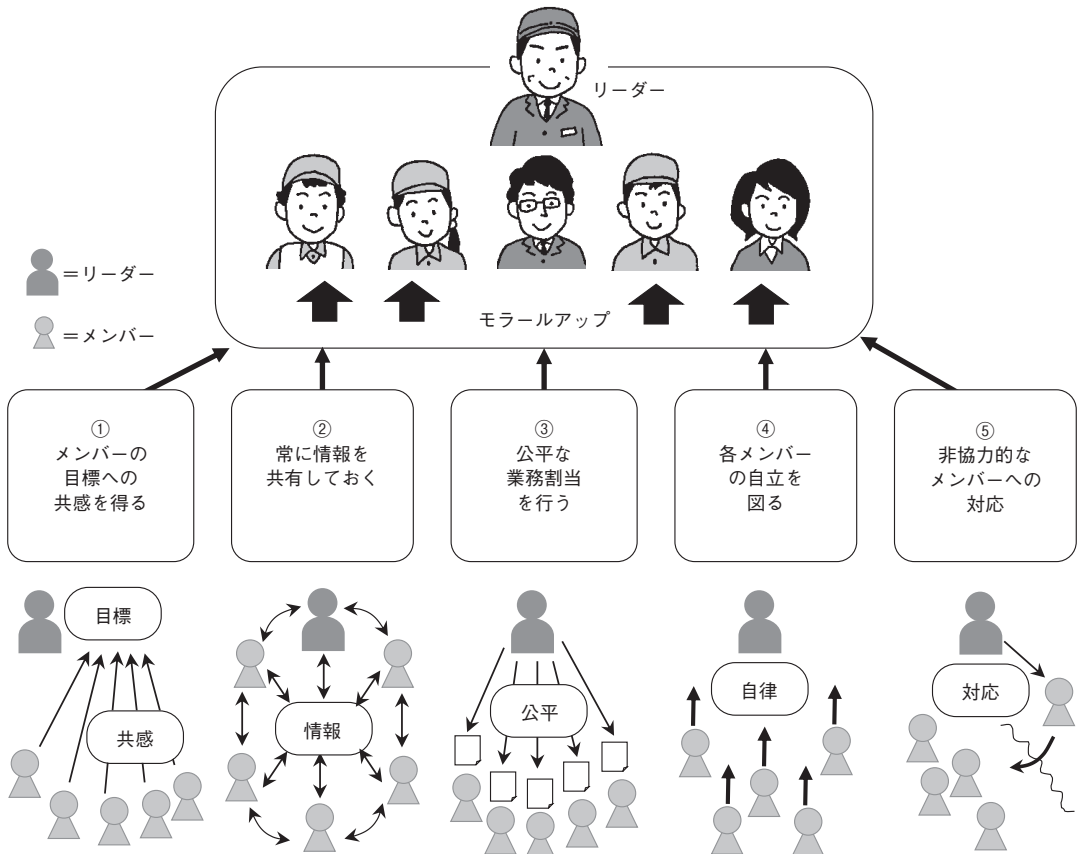 リーダー
＝リーダー
＝メンバー
モラールアップ
①
メンバーの
目標への
共感を得る
②
常に情報を
共有しておく
③
公平な
業務割当
を行う
④
各メンバー
の自立を
図る
⑤
非協力的な
メンバーへの
対応
目標
共感
情報
公平
自律
対応